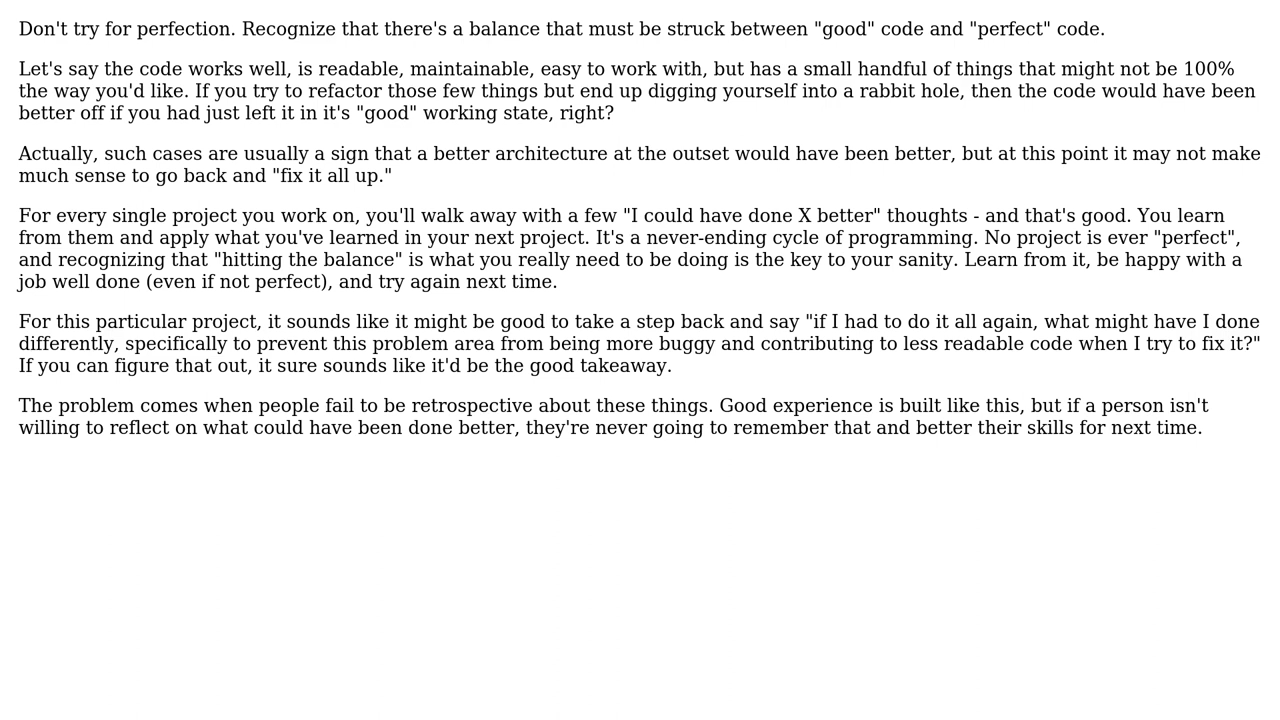 Don't try for perfection. Recognize that there's a balance that must be struck between "good" code and "perfect" code.
Let's say the code works well, is readable, maintainable, easy to work with, but has a small handful of things that might not be 100%
the way you'd like. If you try to refactor those few things but end up digging yourself into a rabbit hole, then the code would have been
better off if you had just left it in it's "good" working state, right?
Actually, such cases are usually a sign that a better architecture at the outset would have been better, but at this point it may not make
much sense to go back and "fix it all up."
For every single project you work on, you'll walk away with a few "I could have done X better" thoughts - and that's good. You learn
from them and apply what you've learned in your next project. It's a never-ending cycle of programming. No project is ever "perfect",
and recognizing that "hitting the balance" is what you really need to be doing is the key to your sanity. Learn from it, be happy with a
job well done (even if not perfect), and try again next time.
For this particular project, it sounds like it might be good to take a step back and say "if I had to do it all again, what might have I done
differently, specifically to prevent this problem area from being more buggy and contributing to less readable code when I try to fix it?"
If you can figure that out, it sure sounds like it'd be the good takeaway.
The problem comes when people fail to be retrospective about these things. Good experience is built like this, but if a person isn't
willing to reflect on what could have been done better, they're never going to remember that and better their skills for next time.